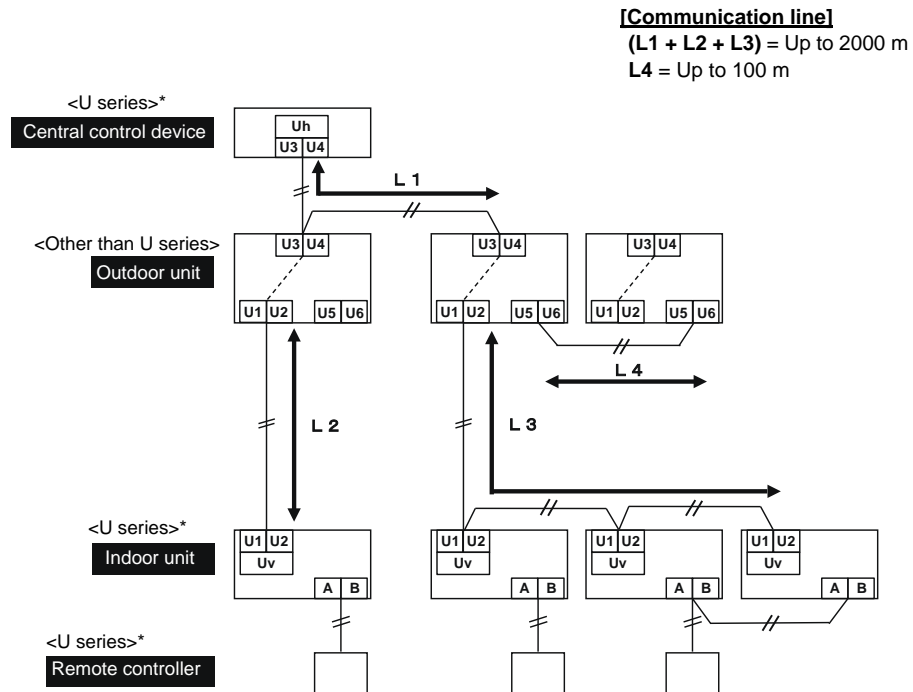 [Communication line]
(L1 + L2 + L3) = Up to 2000 m
L4 = Up to 100 m
<U series>*
Central control device
Uh
U3 U4
L 1
<Other than U series>
Outdoor unit
U3 U4 U3 U4 U3 U4
U1 U2 U5 U6 U1 U2 U5 U6 U1 U2 U5 U6
L 4
L 2 L 3
<U series>*
Indoor unit
U1 U2 U1 U2 U1 U2 U1 U2
Uv Uv Uv Uv
A B A B A B A B
<U series>*
Remote controller